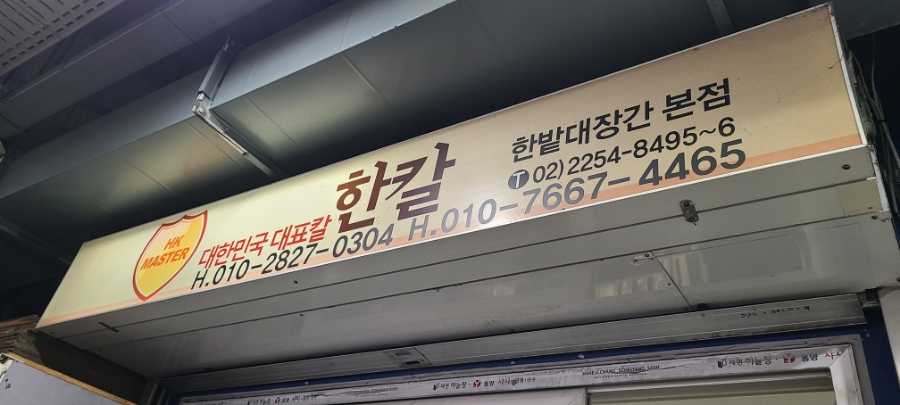 HK
MASTER
대한민국 대표칼
한칼
H.010-2827-0304
H.010-7667-4465
한밭대장간 본점
T 02) 2254-8495~6